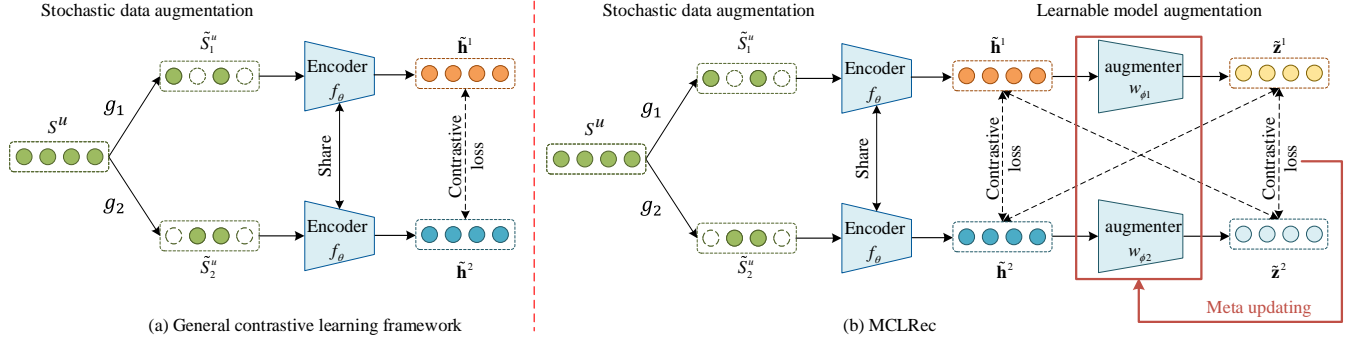 Stochastic data augmentation
S̃₁ᵘ
h̃¹
Encoder
f_θ
g₁
Sᵘ
Share
Contrastive
loss
g₂
Encoder
f_θ
S̃₂ᵘ
h̃²
(a) General contrastive learning framework
Stochastic data augmentation
Learnable model augmentation
S̃₁ᵘ
h̃¹
z̃¹
Encoder
f_θ
augmenter
w_ϕ1
g₁
Sᵘ
Share
Contrastive
loss
Contrastive
loss
g₂
Encoder
f_θ
augmenter
w_ϕ2
S̃₂ᵘ
h̃²
z̃²
Meta updating
(b) MCLRec